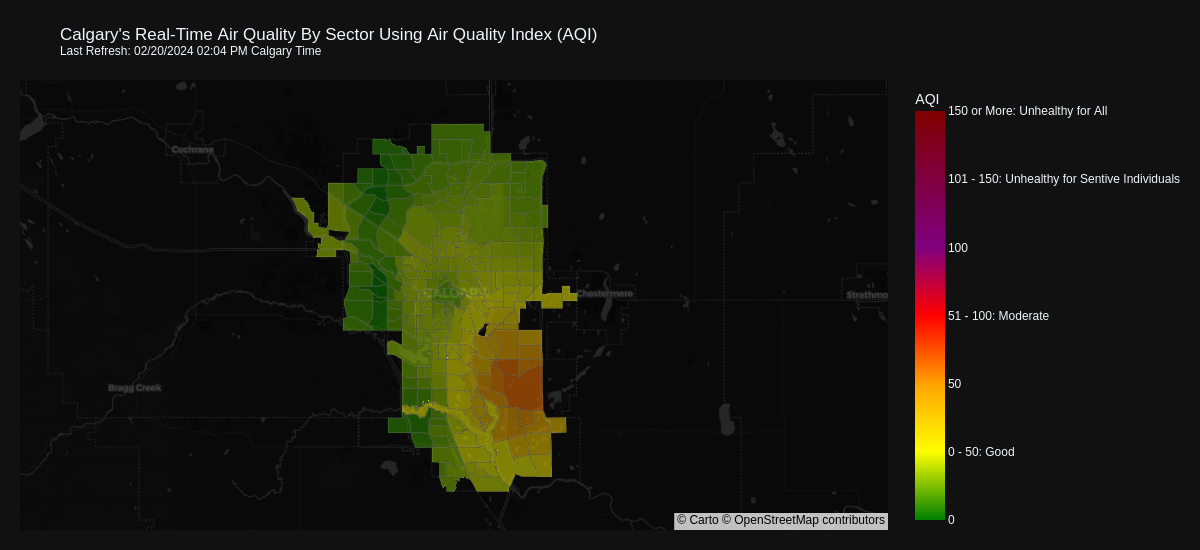 Calgary's Real-Time Air Quality By Sector Using Air Quality Index (AQI)
Last Refresh: 02/20/2024 02:04 PM Calgary Time
AQI
150 or More: Unhealthy for All
101 - 150: Unhealthy for Sentive Individuals
100
51 - 100: Moderate
50
0 - 50: Good
0
Cochrane
CALGARY
Chestermere
Strathmo
Bragg Creek
© Carto © OpenStreetMap contributors